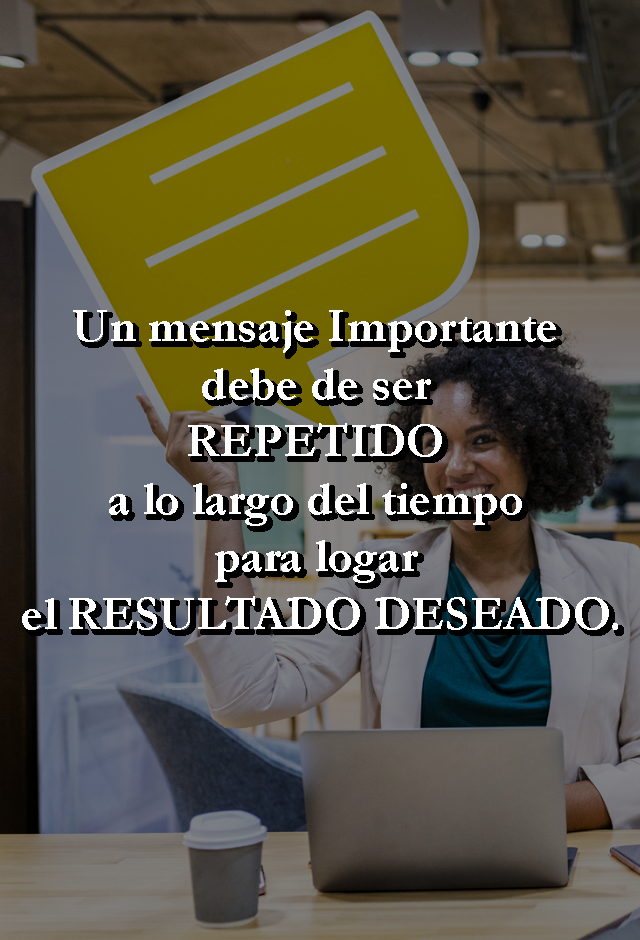 Un mensaje Importante
debe de ser
REPETIDO
a lo largo del tiempo
para logar
el RESULTADO DESEADO.